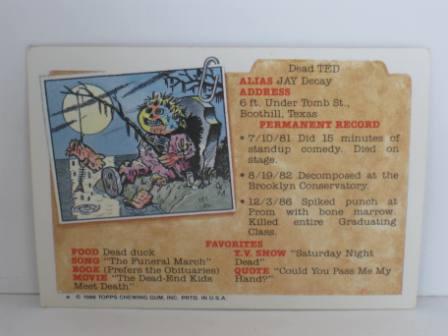 Dead TED
ALIAS JAY Decay
ADDRESS
6 ft. Under Tomb St.,
Boothill, Texas
PERMANENT RECORD
• 7/10/81 Did 15 minutes of
standup comedy. Died on
stage.
• 8/19/82 Decomposed at the
Brooklyn Conservatory.
• 12/3/86 Spiked punch at
Prom with bone marrow.
Killed entire Graduating
Class.
FAVORITES
FOOD Dead duck
SONG "The Funeral March"
BOOK (Prefers the Obituaries)
MOVIE "The Dead-End Kids
Meet Death"
T.V. SHOW "Saturday Night
Dead"
QUOTE "Could You Pass Me My
Hand?"
© 1986 TOPPS CHEWING GUM, INC. PRTD. IN U.S.A.